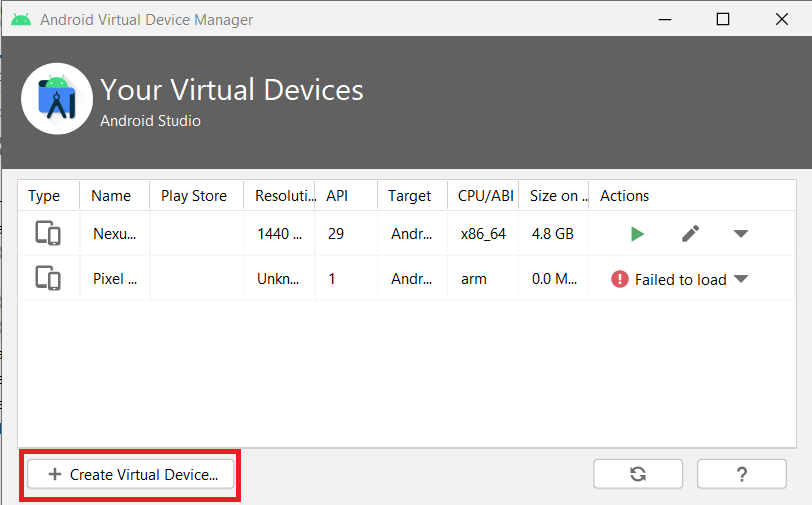 Android Virtual Device Manager
Your Virtual Devices
Android Studio
Type Name Play Store Resoluti... API Target CPU/ABI Size on ... Actions
Nexu... 1440 ... 29 Andr... x86_64 4.8 GB
Pixel ... Unkn... 1 Andr... arm 0.0 M... Failed to load
+ Create Virtual Device...
?